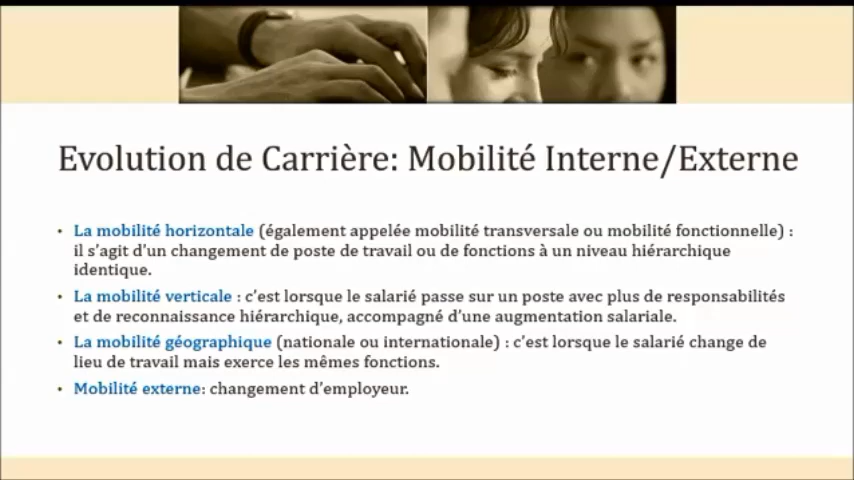 Evolution de Carrière: Mobilité Interne/Externe
• La mobilité horizontale (également appelée mobilité transversale ou mobilité fonctionnelle) :
il s’agit d’un changement de poste de travail ou de fonctions à un niveau hiérarchique
identique.
• La mobilité verticale : c’est lorsque le salarié passe sur un poste avec plus de responsabilités
et de reconnaissance hiérarchique, accompagné d’une augmentation salariale.
• La mobilité géographique (nationale ou internationale) : c’est lorsque le salarié change de
lieu de travail mais exerce les mêmes fonctions.
• Mobilité externe: changement d’employeur.